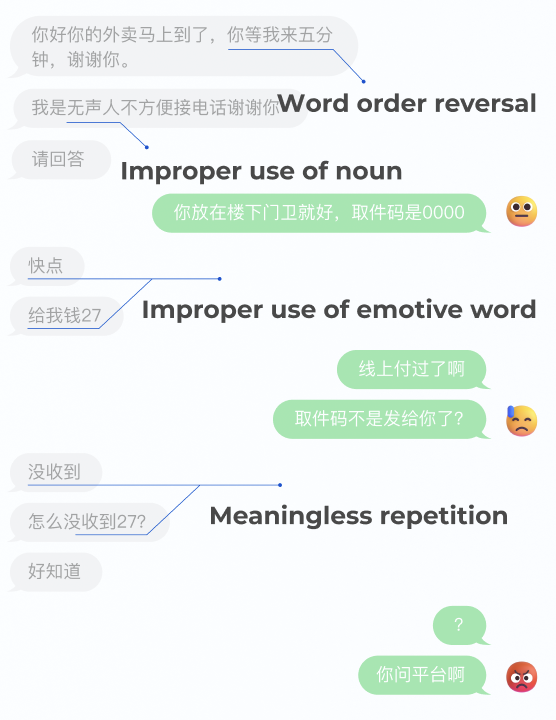 你好你的外卖马上到了，你等我来五分
钟，谢谢你。
我是无声人不方便接电话谢谢你
Word order reversal
请回答
Improper use of noun
你放在楼下门卫就好，取件码是0000
快点
给我钱27
Improper use of emotive word
线上付过了啊
取件码不是发给你了?
没收到
怎么没收到27?
Meaningless repetition
好知道
?
你问平台啊